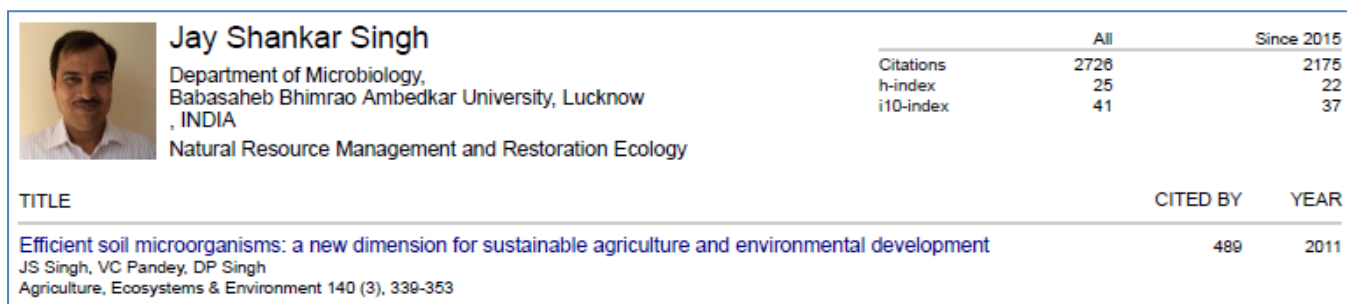 Jay Shankar Singh
Department of Microbiology,
Babasaheb Bhimrao Ambedkar University, Lucknow
, INDIA
Natural Resource Management and Restoration Ecology
All Since 2015
Citations 2726 2175
h-index 25 22
i10-index 41 37
TITLE CITED BY YEAR
Efficient soil microorganisms: a new dimension for sustainable agriculture and environmental development 489 2011
JS Singh, VC Pandey, DP Singh
Agriculture, Ecosystems & Environment 140 (3), 339-353